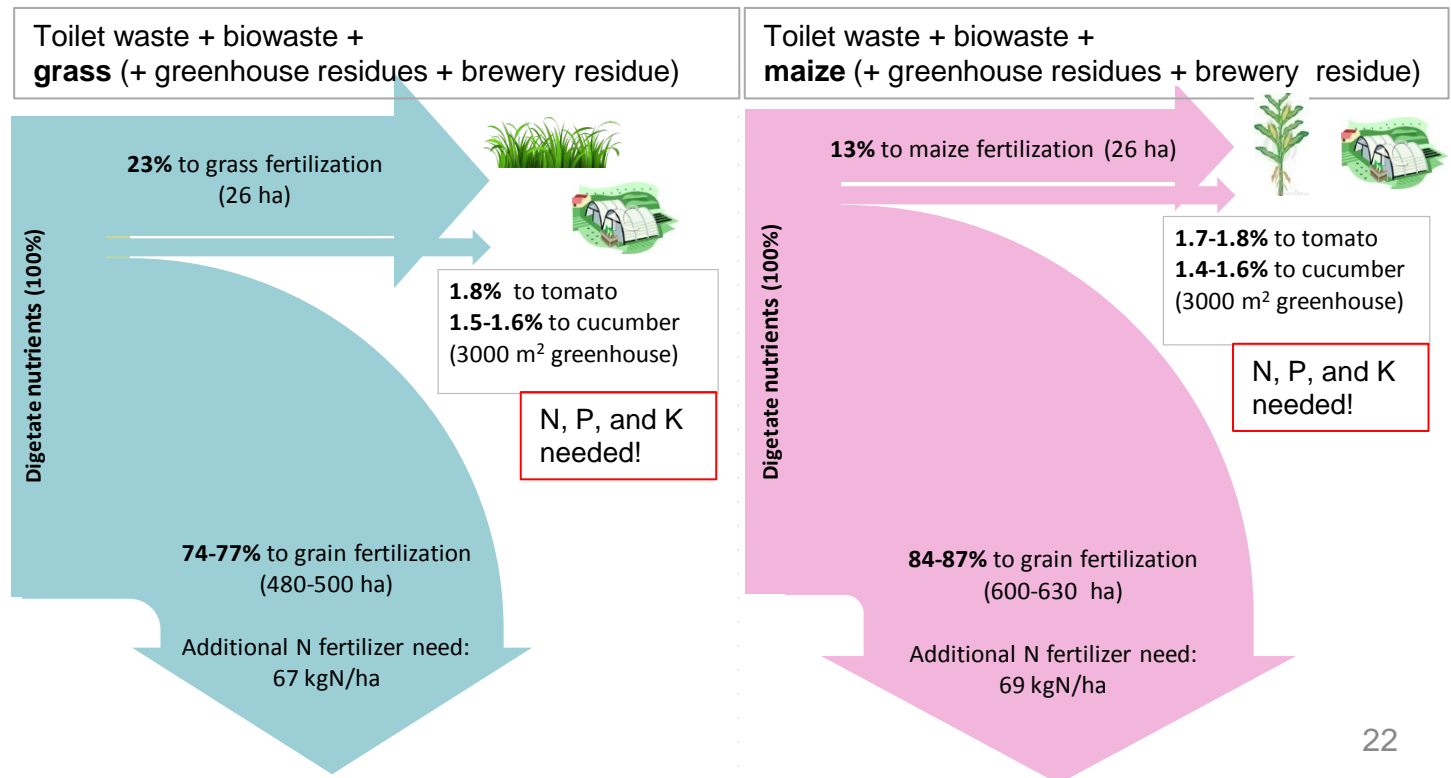 Toilet waste + biowaste +
grass (+ greenhouse residues + brewery residue)
23% to grass fertilization
(26 ha)
Digetate nutrients (100%)
1.8% to tomato
1.5-1.6% to cucumber
(3000 m² greenhouse)
N, P, and K
needed!
74-77% to grain fertilization
(480-500 ha)
Additional N fertilizer need:
67 kgN/ha
Toilet waste + biowaste +
maize (+ greenhouse residues + brewery residue)
13% to maize fertilization (26 ha)
Digetate nutrients (100%)
1.7-1.8% to tomato
1.4-1.6% to cucumber
(3000 m² greenhouse)
N, P, and K
needed!
84-87% to grain fertilization
(600-630 ha)
Additional N fertilizer need:
69 kgN/ha
22